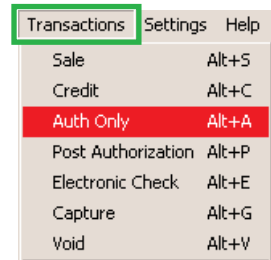 Transactions Settings Help
Sale Alt+S
Credit Alt+C
Auth Only Alt+A
Post Authorization Alt+P
Electronic Check Alt+E
Capture Alt+G
Void Alt+V